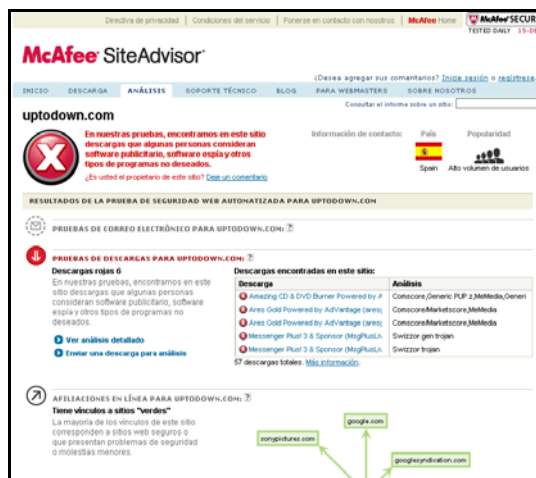 Directiva de privacidad | Condiciones del servicio | Ponerse en contacto con nosotros | McAfee Home
McAfee SECUR
TESTED DAILY 15-DE
McAfee SiteAdvisor
¿Desea agregar sus comentarios? Inicie sesión o regístrese.
INICIO DESCARGA ANÁLISIS SOPORTE TÉCNICO BLOG PARA WEBMASTERS SOBRE NOSOTROS
Consultar el informe sobre un sitio:
uptodown.com
En nuestras pruebas, encontramos en este sitio descargas que algunas personas consideran software publicitario, software espía y otros tipos de programas no deseados.
¿Es usted el propietario de este sitio? Deje un comentario
Información de contacto: País Popularidad
Spain Alto volumen de usuarios
RESULTADOS DE LA PRUEBA DE SEGURIDAD WEB AUTOMATIZADA PARA UPTODOWN.COM
PRUEBAS DE CORREO ELECTRÓNICO PARA UPTODOWN.COM: ?
PRUEBAS DE DESCARGAS PARA UPTODOWN.COM: ?
Descargas rojas 6
En nuestras pruebas, encontramos en este sitio descargas que algunas personas consideran software publicitario, software espía y otros tipos de programas no deseados.
Ver análisis detallado
Enviar una descarga para análisis
Descargas encontradas en este sitio:
Descarga Análisis
Amazing CD & DVD Burner Powered by A Comscore,Generic PUP.z,MeMedia,Generi
Ares Gold Powered by AdVantage (ares Comscore/Marketscore,MeMedia
Ares Gold Powered by AdVantage (ares Comscore/Marketscore,MeMedia
Messenger Plus! 3 & Sponsor (MsgPlusLi Swizzor gen trojan
Messenger Plus! 3 & Sponsor (MsgPlusLi Swizzor trojan
57 descargas totales. Más información.
AFILIACIONES EN LÍNEA PARA UPTODOWN.COM: ?
Tiene vínculos a sitios "verdes"
La mayoría de los vínculos de este sitio corresponden a sitios web seguros o que presentan problemas de seguridad o molestias menores.
google.com
sonypictures.com
googlesyndication.com